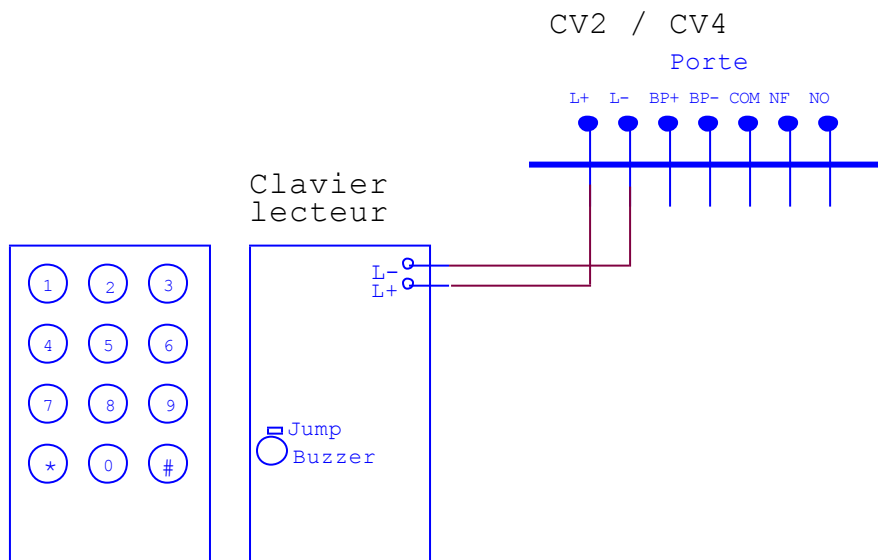 CV2 / CV4
Porte
L+ L- BP+ BP- COM NF NO
Clavier
lecteur
L-
L+
1 2 3
4 5 6
7 8 9
* 0 #
Jump
Buzzer